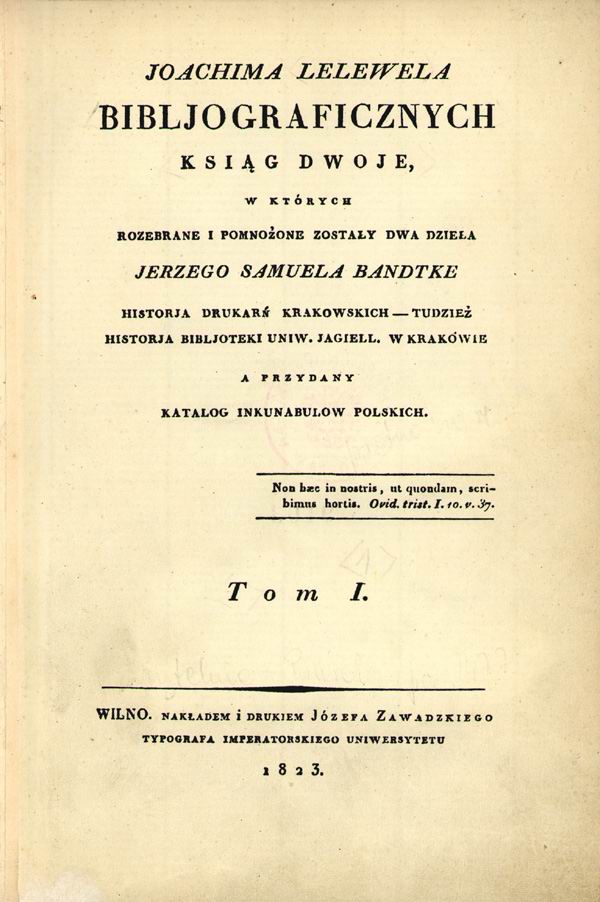 JOACHIMA LELEWELA
BIBLJOGRAFICZNYCH
KSIĄG DWOJE,
W KTÓRYCH
ROZEBRANE I POMNOŻONE ZOSTAŁY DWA DZIEŁA
JERZEGO SAMUELA BANDTKE
HISTORJA DRUKARŃ KRAKOWSKICH — TUDZIEŻ
HISTORJA BIBLJOTEKI UNIW. JAGIELL. W KRAKÓWIE
A PRZYDANY
KATALOG INKUNABULOW POLSKICH.
Non hæc in nostris, ut quondam, scri-
bimus hortis. Ovid. trist. I. 10. v. 37.
Tom I.
WILNO. NAKŁADEM i DRUKIEM JÓZEFA ZAWADZKIEGO
TYPOGRAFA IMPERATORSKIEGO UNIWERSYTETU
1823.